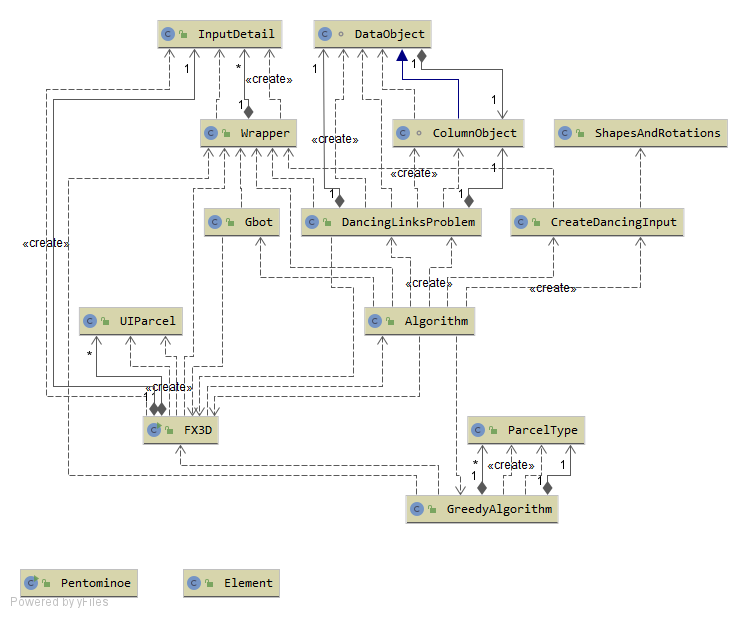 InputDetail
DataObject
1
*
«create»
1
1
1
1
Wrapper
«create»
ColumnObject
ShapesAndRotations
«create»
1
1
1
Gbot
DancingLinksProblem
CreateDancingInput
«create»
«create»
«create»
UIParcel
Algorithm
*
«create»
1
FX3D
ParcelType
*
«create»
1
1
1
GreedyAlgorithm
Pentominoe
Element
Powered by yFiles